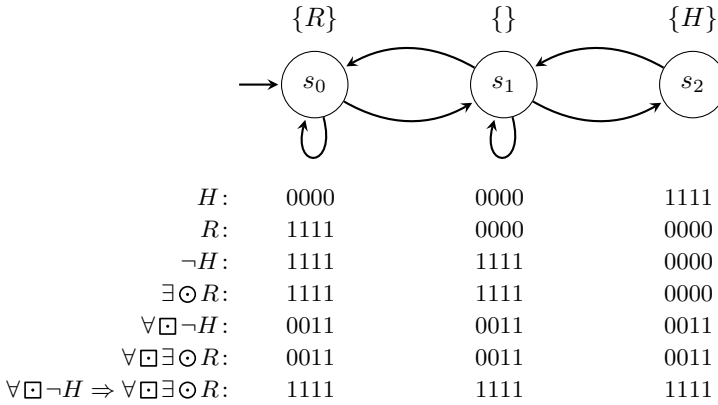 {R} {} {H}
s₀ s₁ s₂
H: 0000 0000 1111
R: 1111 0000 0000
¬H: 1111 1111 0000
∃⊙R: 1111 1111 0000
∀⊡¬H: 0011 0011 0011
∀⊡∃⊙R: 0011 0011 0011
∀⊡¬H ⇒ ∀⊡∃⊙R: 1111 1111 1111